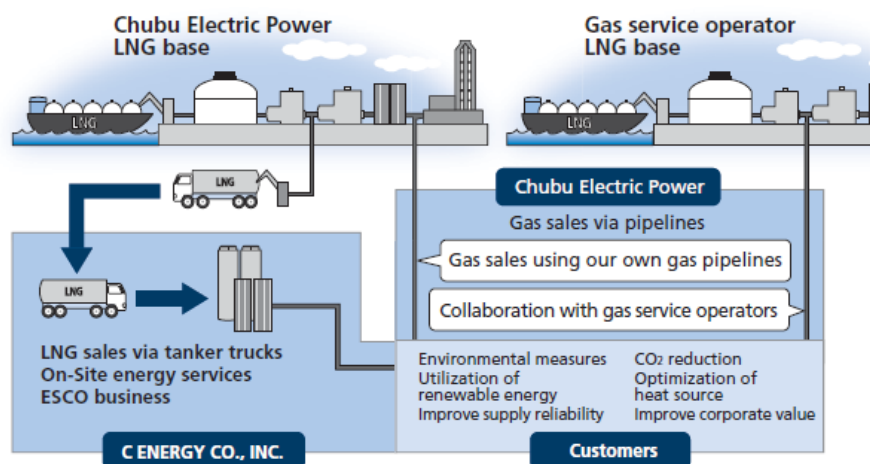 Chubu Electric Power
LNG base
Gas service operator
LNG base
LNG
LNG
LNG
Chubu Electric Power
Gas sales via pipelines
Gas sales using our own gas pipelines
Collaboration with gas service operators
LNG
LNG sales via tanker trucks
On-Site energy services
ESCO business
C ENERGY CO., INC.
Environmental measures
Utilization of
renewable energy
Improve supply reliability
CO₂ reduction
Optimization of
heat source
Improve corporate value
Customers